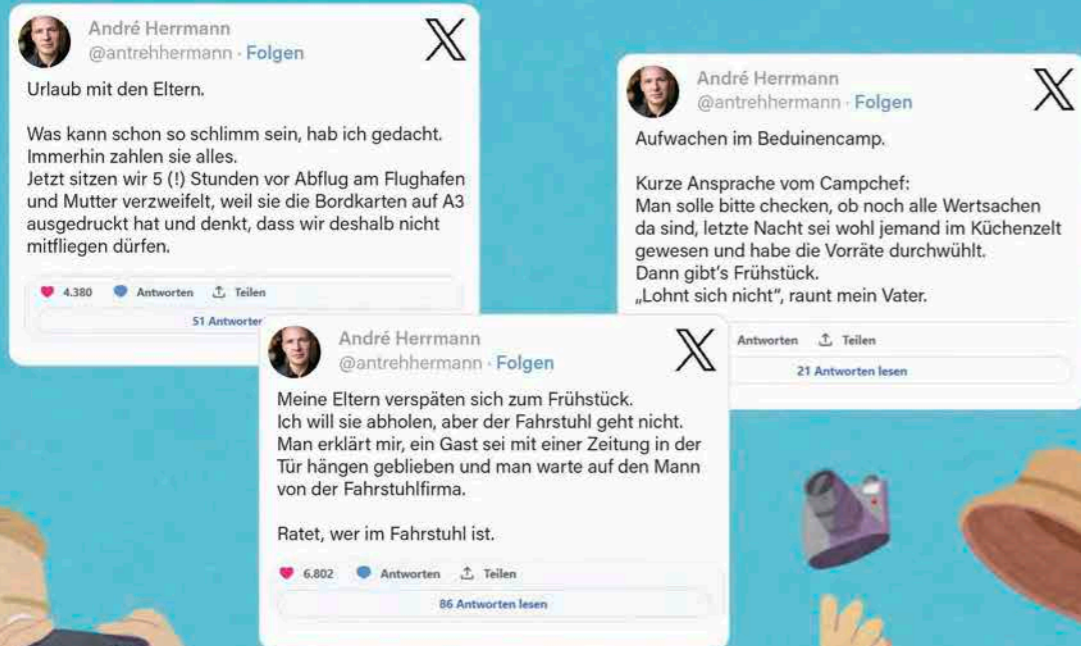 André Herrmann
@antrehhermann · Folgen
X
Urlaub mit den Eltern.
Was kann schon so schlimm sein, hab ich gedacht.
Immerhin zahlen sie alles.
Jetzt sitzen wir 5 (!) Stunden vor Abflug am Flughafen
und Mutter verzweifelt, weil sie die Bordkarten auf A3
ausgedruckt hat und denkt, dass wir deshalb nicht
mitfliegen dürfen.
4.380 Antworten Teilen
51 Antworten
André Herrmann
@antrehhermann · Folgen
X
Aufwachen im Beduinencamp.
Kurze Ansprache vom Campchef:
Man solle bitte checken, ob noch alle Wertsachen
da sind, letzte Nacht sei wohl jemand im Küchenzelt
gewesen und habe die Vorräte durchwühlt.
Dann gibt's Frühstück.
„Lohnt sich nicht", raunt mein Vater.
Antworten Teilen
21 Antworten lesen
André Herrmann
@antrehhermann · Folgen
X
Meine Eltern verspäten sich zum Frühstück.
Ich will sie abholen, aber der Fahrstuhl geht nicht.
Man erklärt mir, ein Gast sei mit einer Zeitung in der
Tür hängen geblieben und man warte auf den Mann
von der Fahrstuhlfirma.
Ratet, wer im Fahrstuhl ist.
6.802 Antworten Teilen
86 Antworten lesen